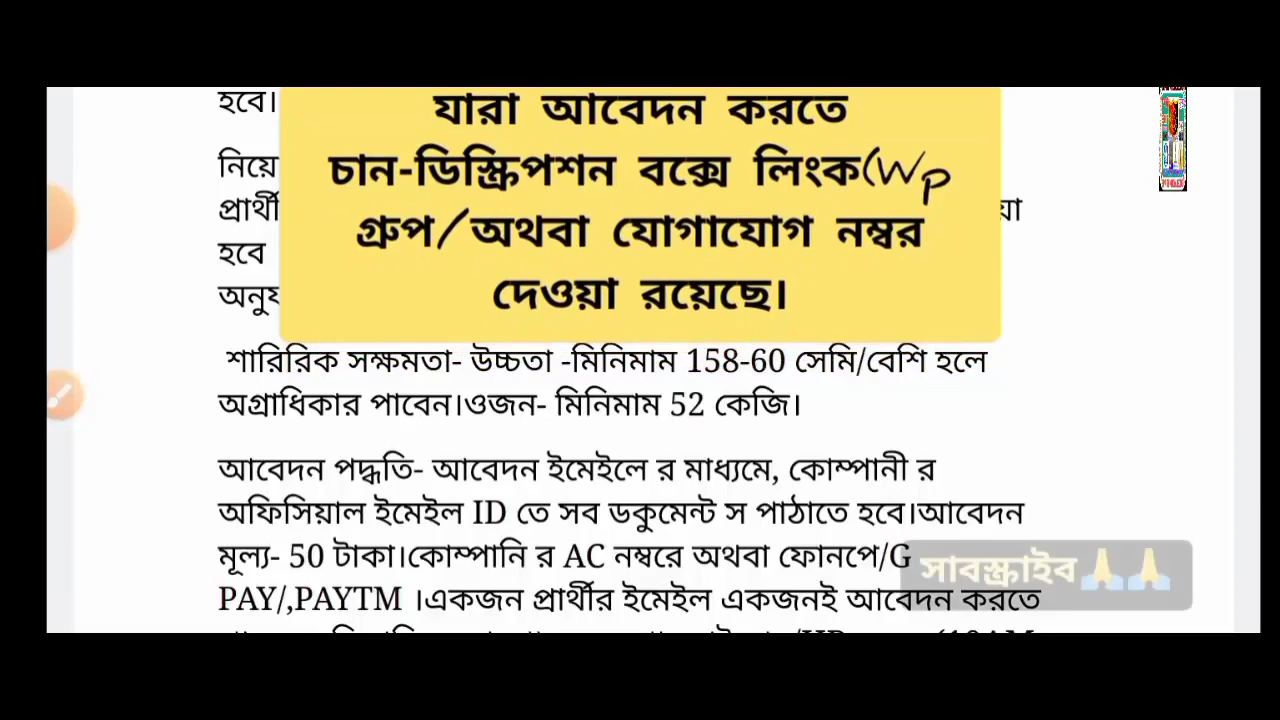 হবে।
যারা আবেদন করতে
চান-ডিস্ক্রিপশন বক্সে লিংক(Wp
গ্রুপ/অথবা যোগাযোগ নম্বর
দেওয়া রয়েছে।
নিয়ে
প্রার্থী
য়া
হবে
শারিরিক সক্ষমতা- উচ্চতা -মিনিমাম 158-60 সেমি/বেশি হলে
অগ্রাধিকার পাবেন।ওজন- মিনিমাম 52 কেজি।
আবেদন পদ্ধতি- আবেদন ইমেইলে র মাধ্যমে, কোম্পানী র
অফিসিয়াল ইমেইল ID তে সব ডকুমেন্ট স পাঠাতে হবে।আবেদন
মূল্য- 50 টাকা।কোম্পানি র AC নম্বরে অথবা ফোনপে/G
PAY/,PAYTM ।একজন প্রার্থীর ইমেইল একজনই আবেদন করতে
সাবস্ক্রাইব🙏🙏